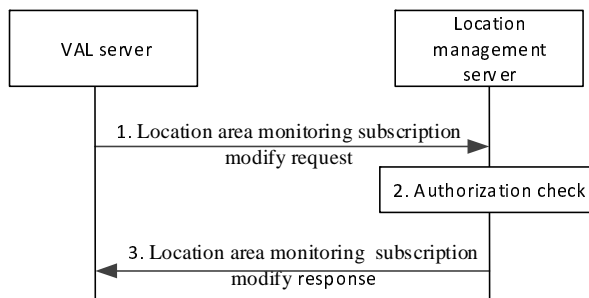 VAL server
Location
management
server
1. Location area monitoring subscription
modify request
2. Authorization check
3. Location area monitoring subscription
modify response